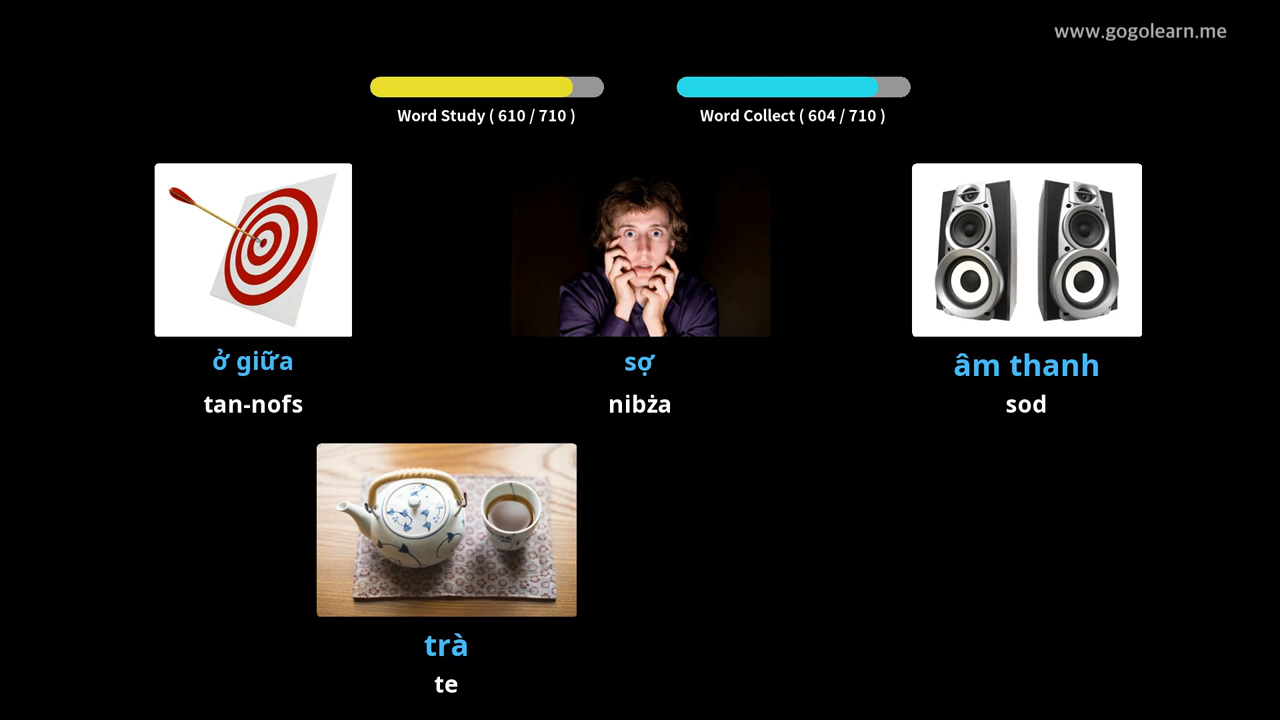 www.gogolearn.me
Word Study ( 610 / 710 )
Word Collect ( 604 / 710 )
ở giữa
tan-nofs
sợ
nibża
âm thanh
sod
trà
te